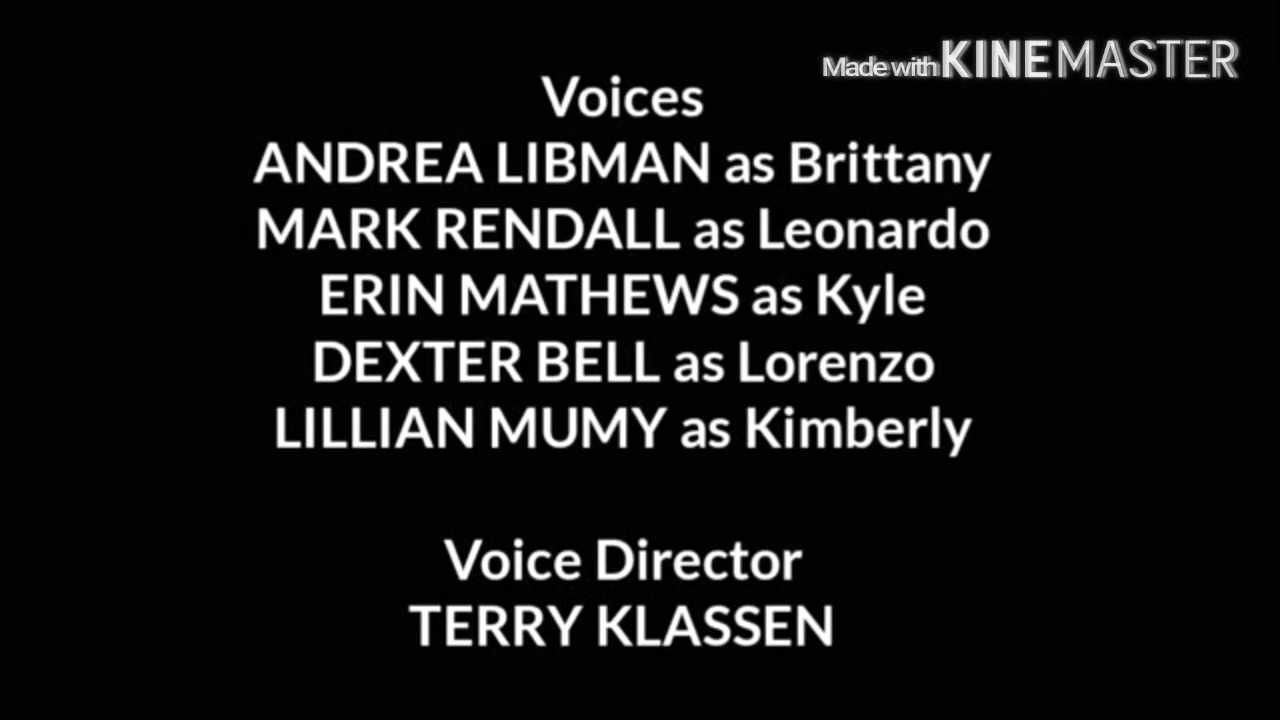 Made with KINEMASTER
Voices
ANDREA LIBMAN as Brittany
MARK RENDALL as Leonardo
ERIN MATHEWS as Kyle
DEXTER BELL as Lorenzo
LILLIAN MUMY as Kimberly
Voice Director
TERRY KLASSEN